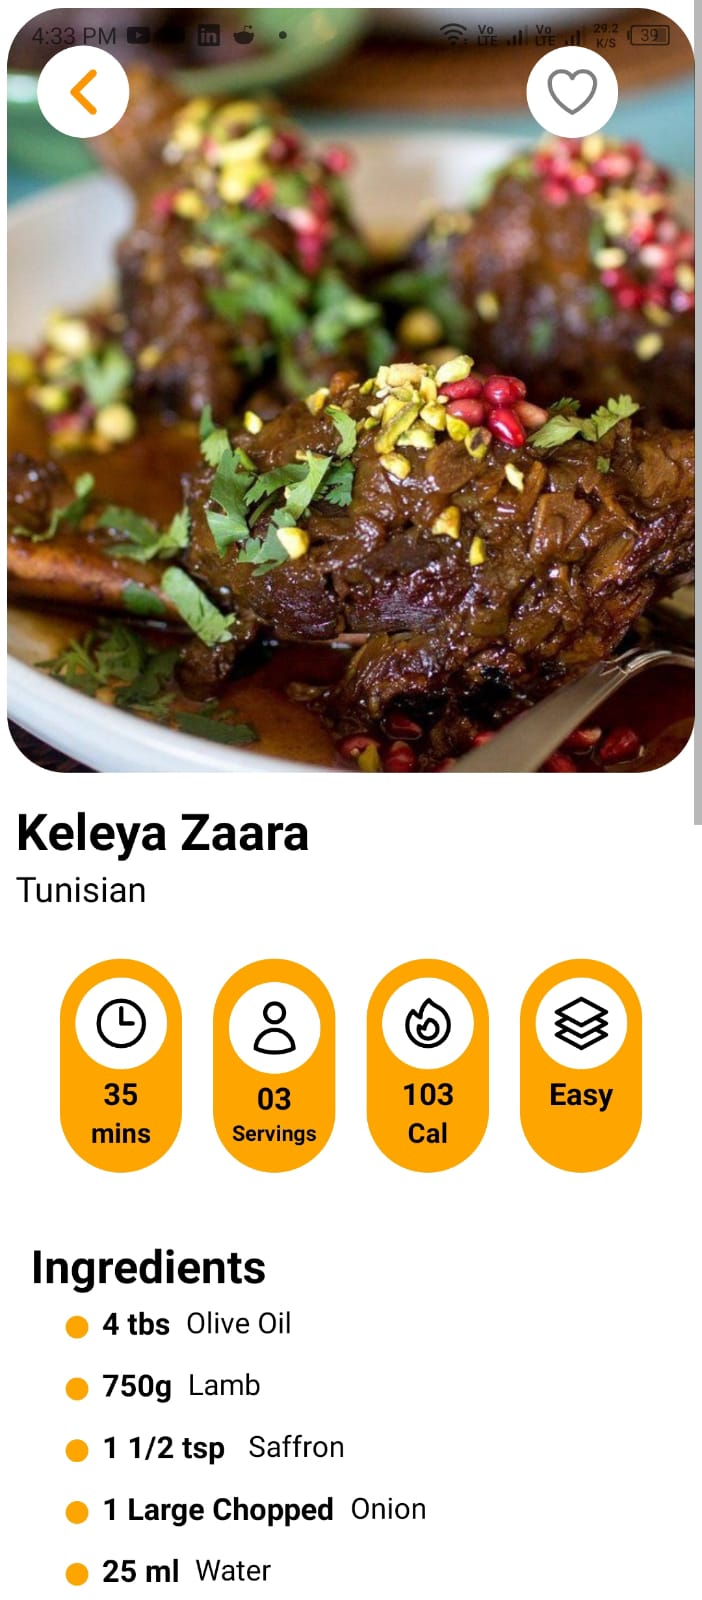 4:33 PM in Vo LTE Vo LTE 29.2 K/S 39
Keleya Zaara
Tunisian
35 mins
03 Servings
103 Cal
Easy
Ingredients
4 tbs Olive Oil
750g Lamb
1 1/2 tsp Saffron
1 Large Chopped Onion
25 ml Water